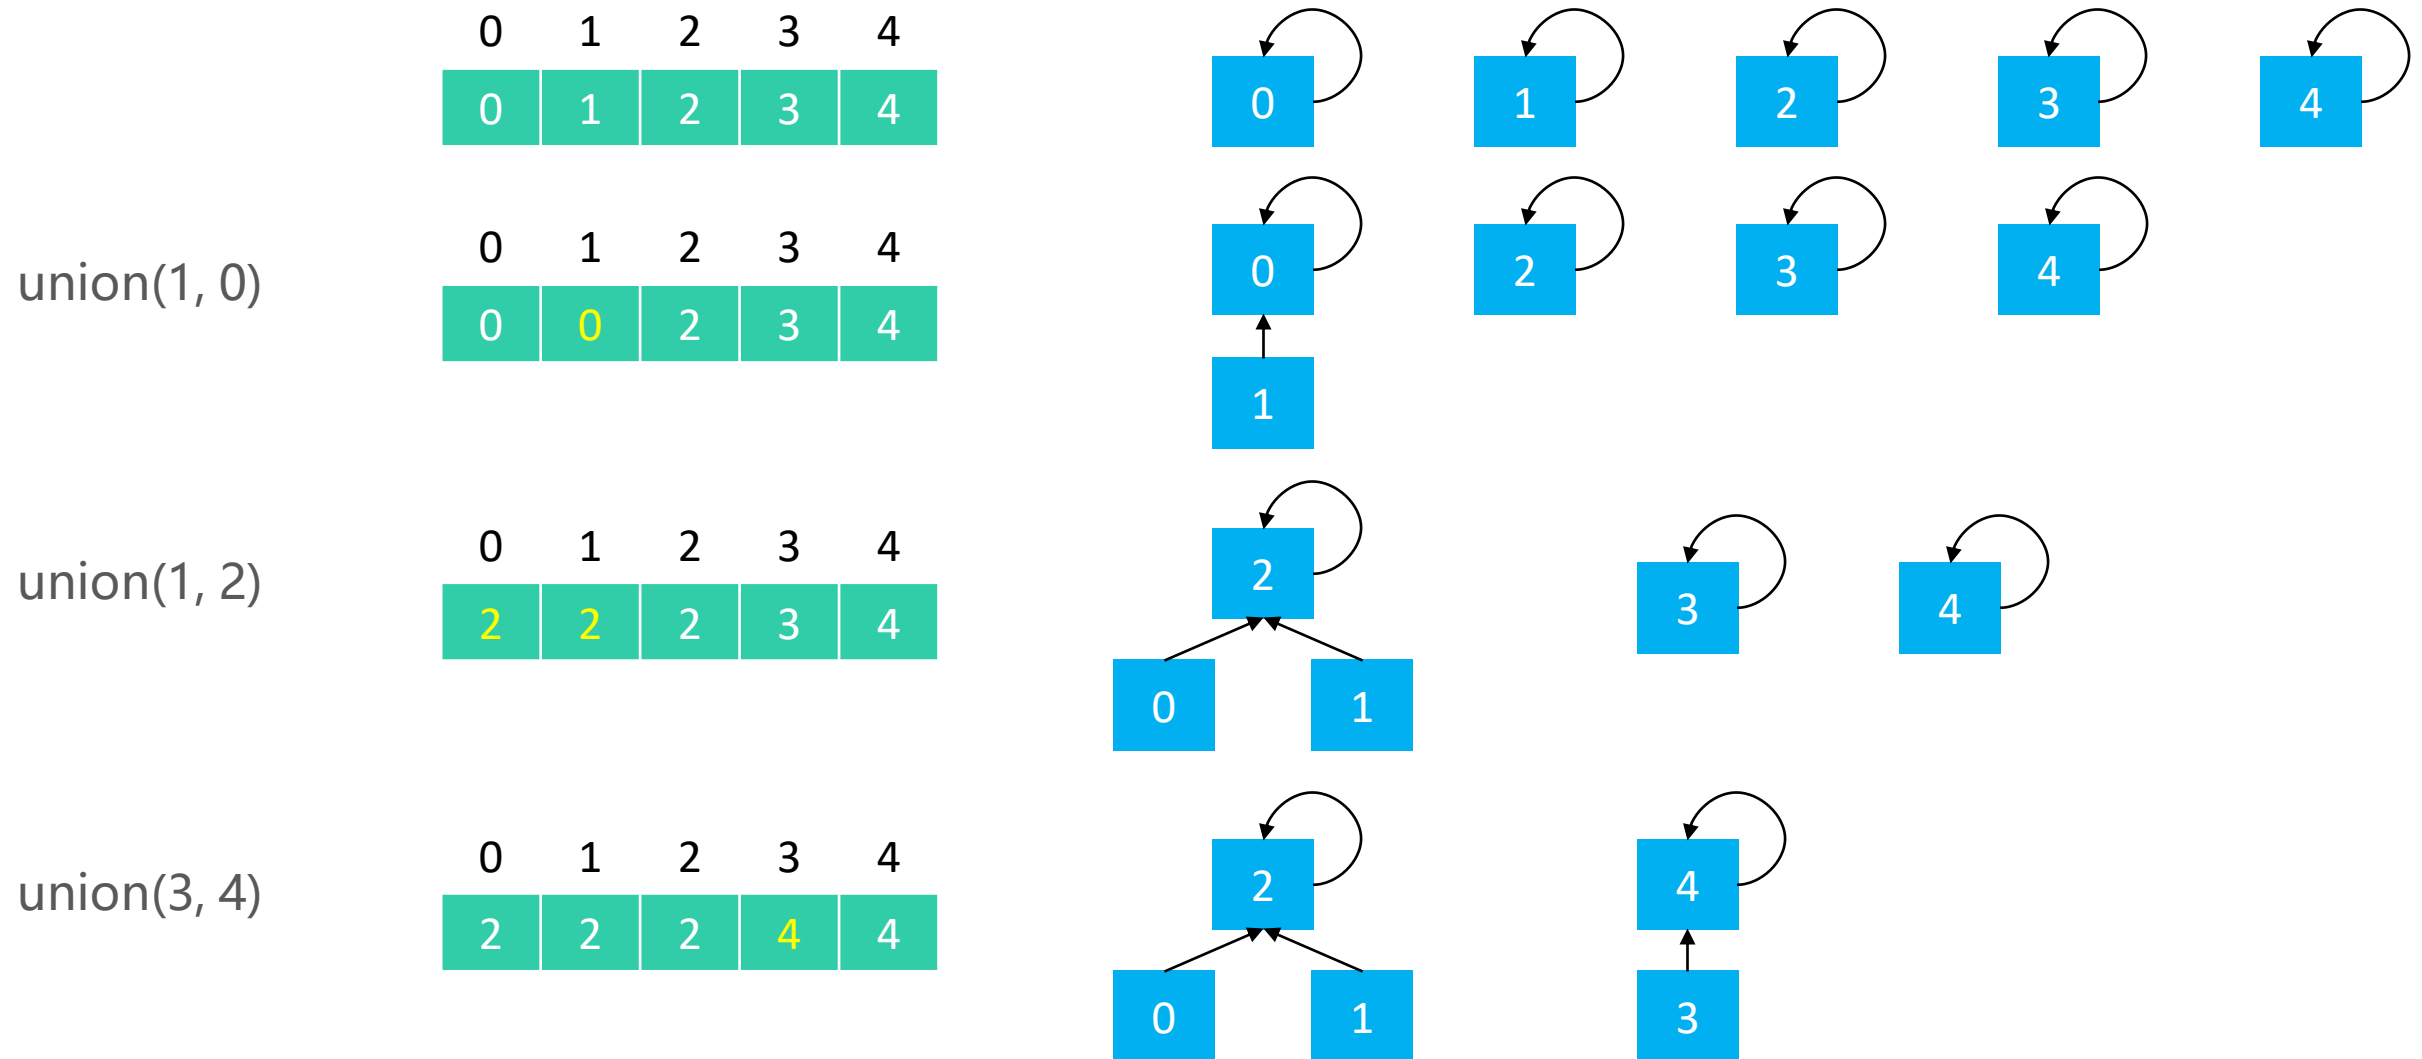 0 1 2 3 4
0 1 2 3 4
0 1 2 3 4
union(1, 0)
0 1 2 3 4
0 0 2 3 4
0 2 3 4
1
union(1, 2)
0 1 2 3 4
2 2 2 3 4
2 3 4
0 1
union(3, 4)
0 1 2 3 4
2 2 2 4 4
2 4
0 1 3